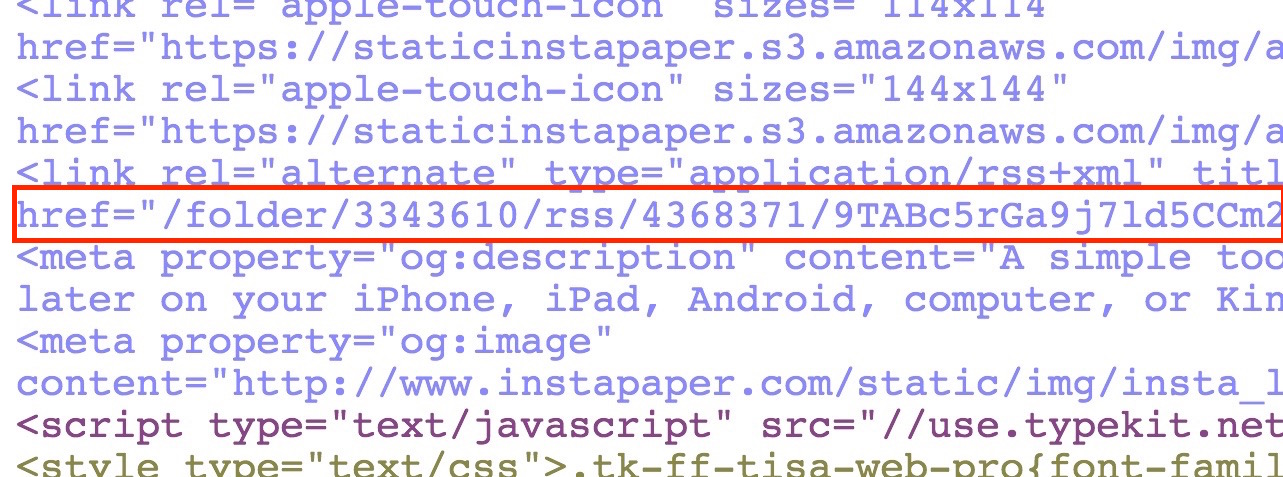 <link rel="apple-touch-icon" sizes="114x114"
href="https://staticinstapaper.s3.amazonaws.com/img/a
<link rel="apple-touch-icon" sizes="144x144"
href="https://staticinstapaper.s3.amazonaws.com/img/a
<link rel="alternate" type="application/rss+xml" titl
href="/folder/3343610/rss/4368371/9TABc5rGa9j7ld5CCm2
<meta property="og:description" content="A simple too
later on your iPhone, iPad, Android, computer, or Kin
<meta property="og:image"
content="http://www.instapaper.com/static/img/insta_l
<script type="text/javascript" src="//use.typekit.net
<style type="text/css">.tk-ff-tisa-web-pro{font-famil